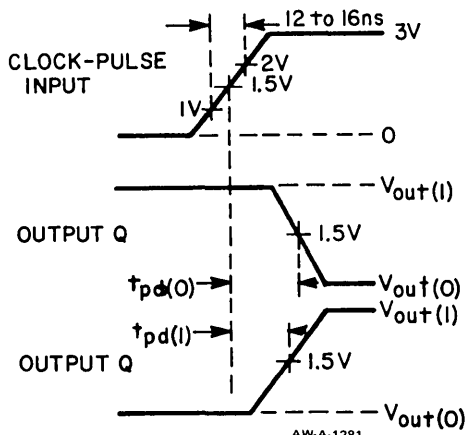 12 to 16ns
3V
CLOCK-PULSE
INPUT
2V
1.5V
1V
0
Vout(1)
OUTPUT Q
1.5V
tpd(0)
Vout(0)
Vout(1)
tpd(1)
OUTPUT Q
1.5V
Vout(0)
AW-A-1281